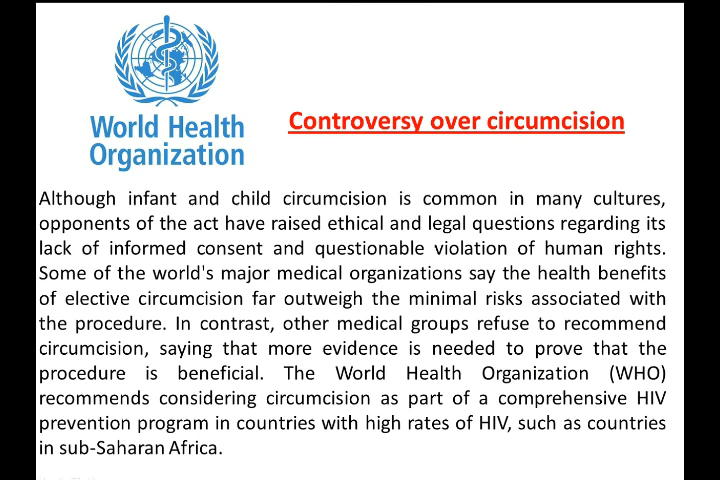 World Health
Organization
Controversy over circumcision
Although infant and child circumcision is common in many cultures,
opponents of the act have raised ethical and legal questions regarding its
lack of informed consent and questionable violation of human rights.
Some of the world's major medical organizations say the health benefits
of elective circumcision far outweigh the minimal risks associated with
the procedure. In contrast, other medical groups refuse to recommend
circumcision, saying that more evidence is needed to prove that the
procedure is beneficial. The World Health Organization (WHO)
recommends considering circumcision as part of a comprehensive HIV
prevention program in countries with high rates of HIV, such as countries
in sub-Saharan Africa.